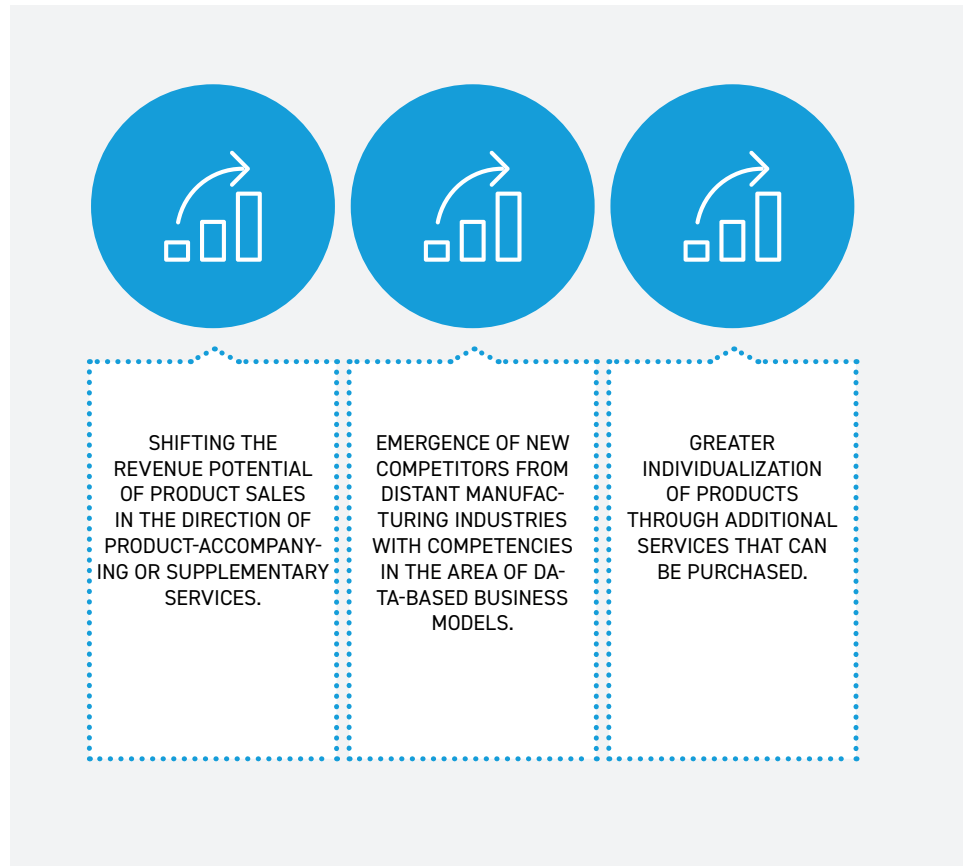 SHIFTING THE
REVENUE POTENTIAL
OF PRODUCT SALES
IN THE DIRECTION OF
PRODUCT-ACCOMPANY-
ING OR SUPPLEMENTARY
SERVICES.
EMERGENCE OF NEW
COMPETITORS FROM
DISTANT MANUFAC-
TURING INDUSTRIES
WITH COMPETENCIES
IN THE AREA OF DA-
TA-BASED BUSINESS
MODELS.
GREATER
INDIVIDUALIZATION
OF PRODUCTS
THROUGH ADDITIONAL
SERVICES THAT CAN
BE PURCHASED.